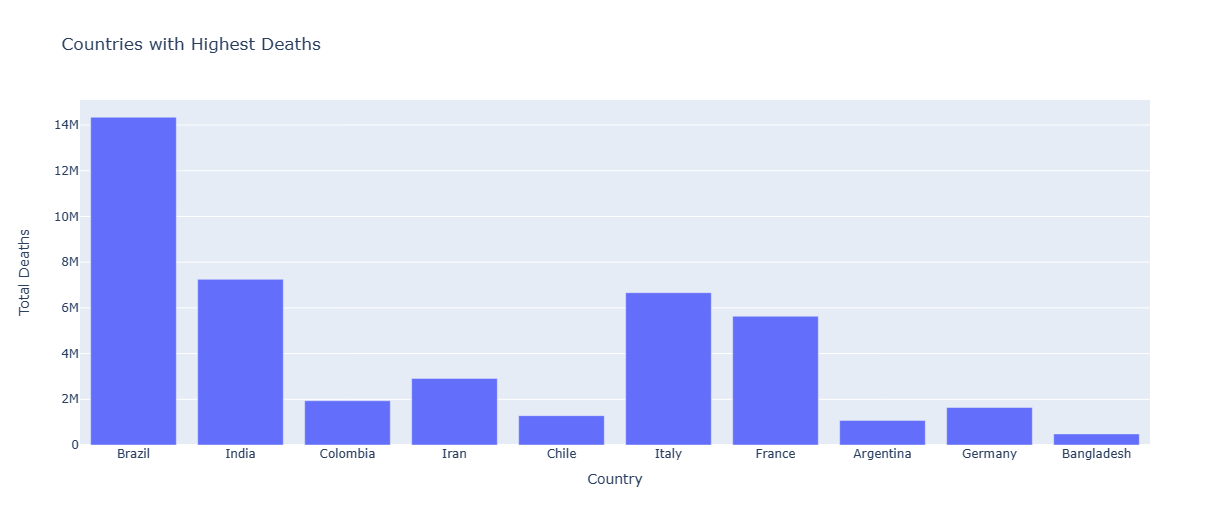 Countries with Highest Deaths
Total Deaths
14M
12M
10M
8M
6M
4M
2M
0
Brazil India Colombia Iran Chile Italy France Argentina Germany Bangladesh
Country